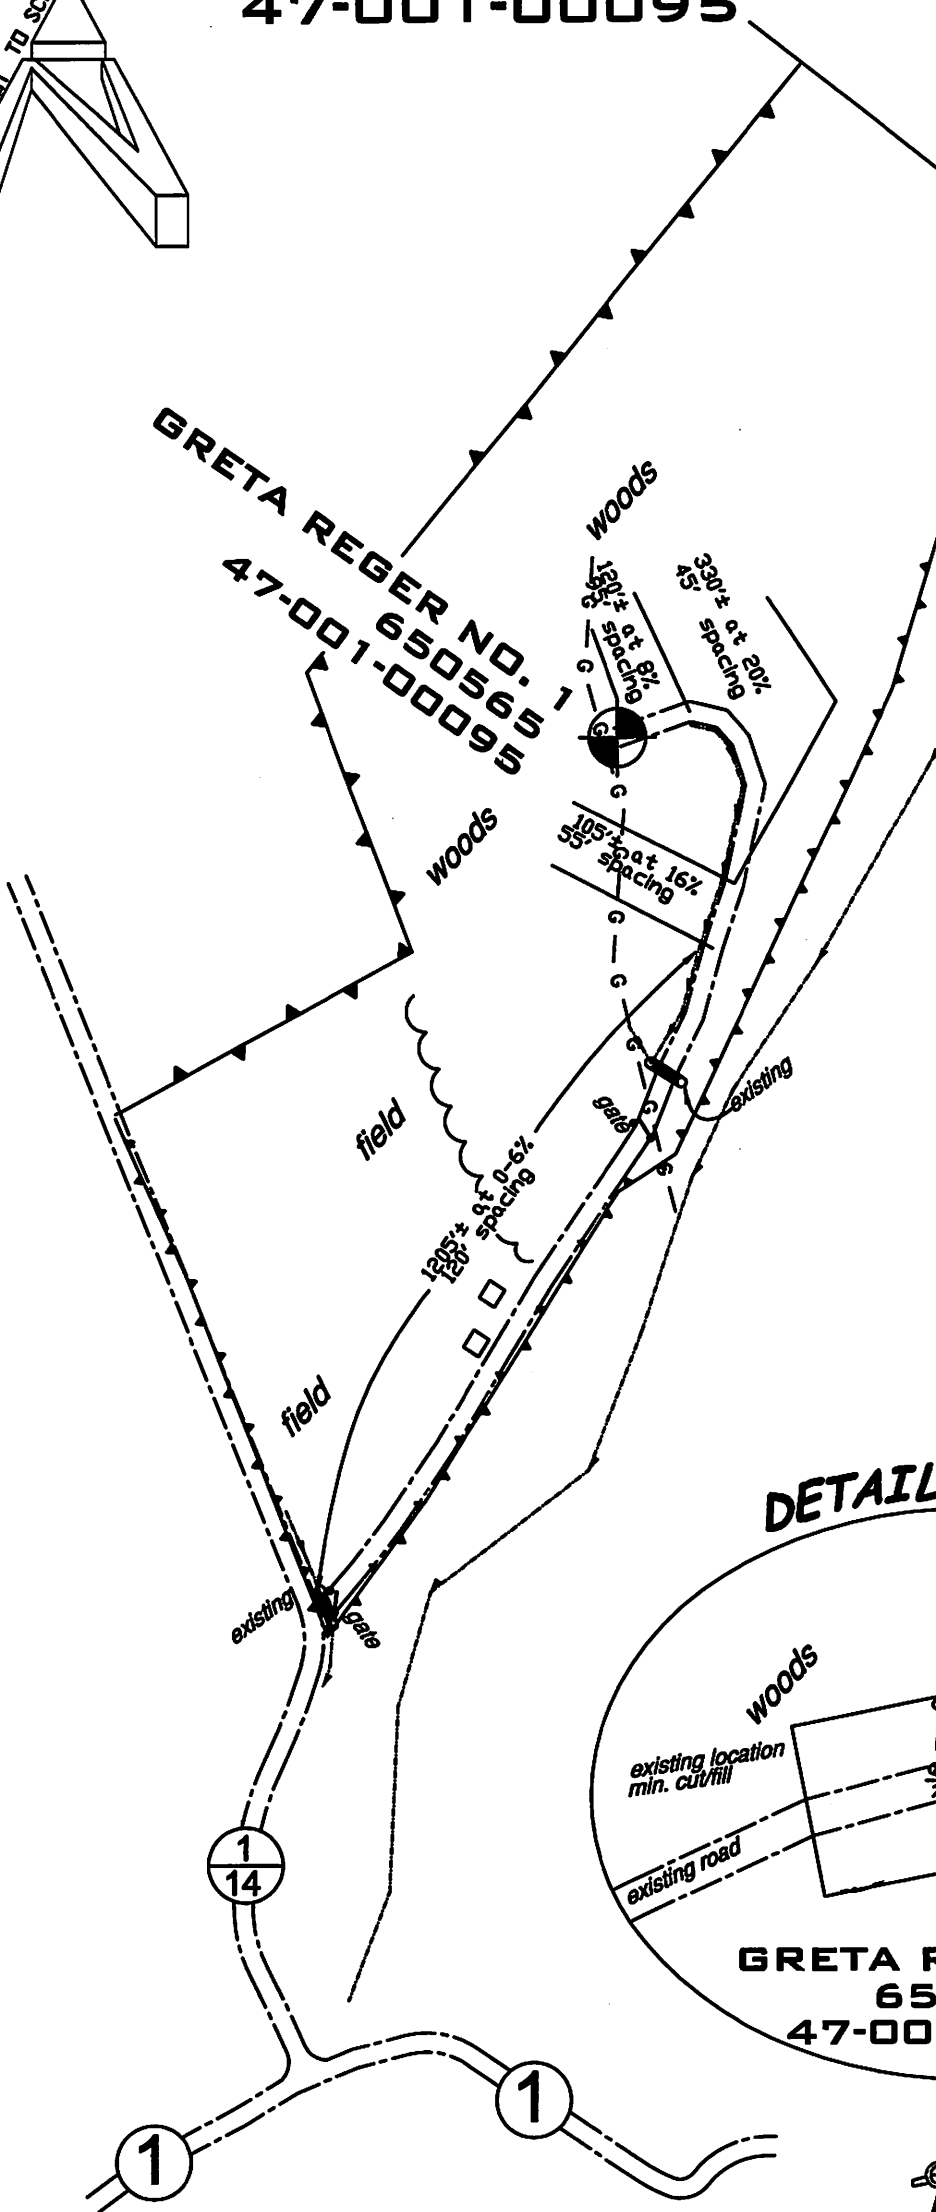 47-001-00095
TO
GRETA REGER NO. 1
650565
47-001-00095
woods
120'± at 8%
spacing
330'± at 20%
45' spacing
G
G
G
G
woods
105'± at 16%
55' spacing
G
G
G
G
existing
gate
G
G
field
1205'± at 0-6%
120' spacing
field
existing
gate
DETAIL
woods
existing location
min. cut/fill
existing road
GRETA R
65
47-00
1
14
1
1